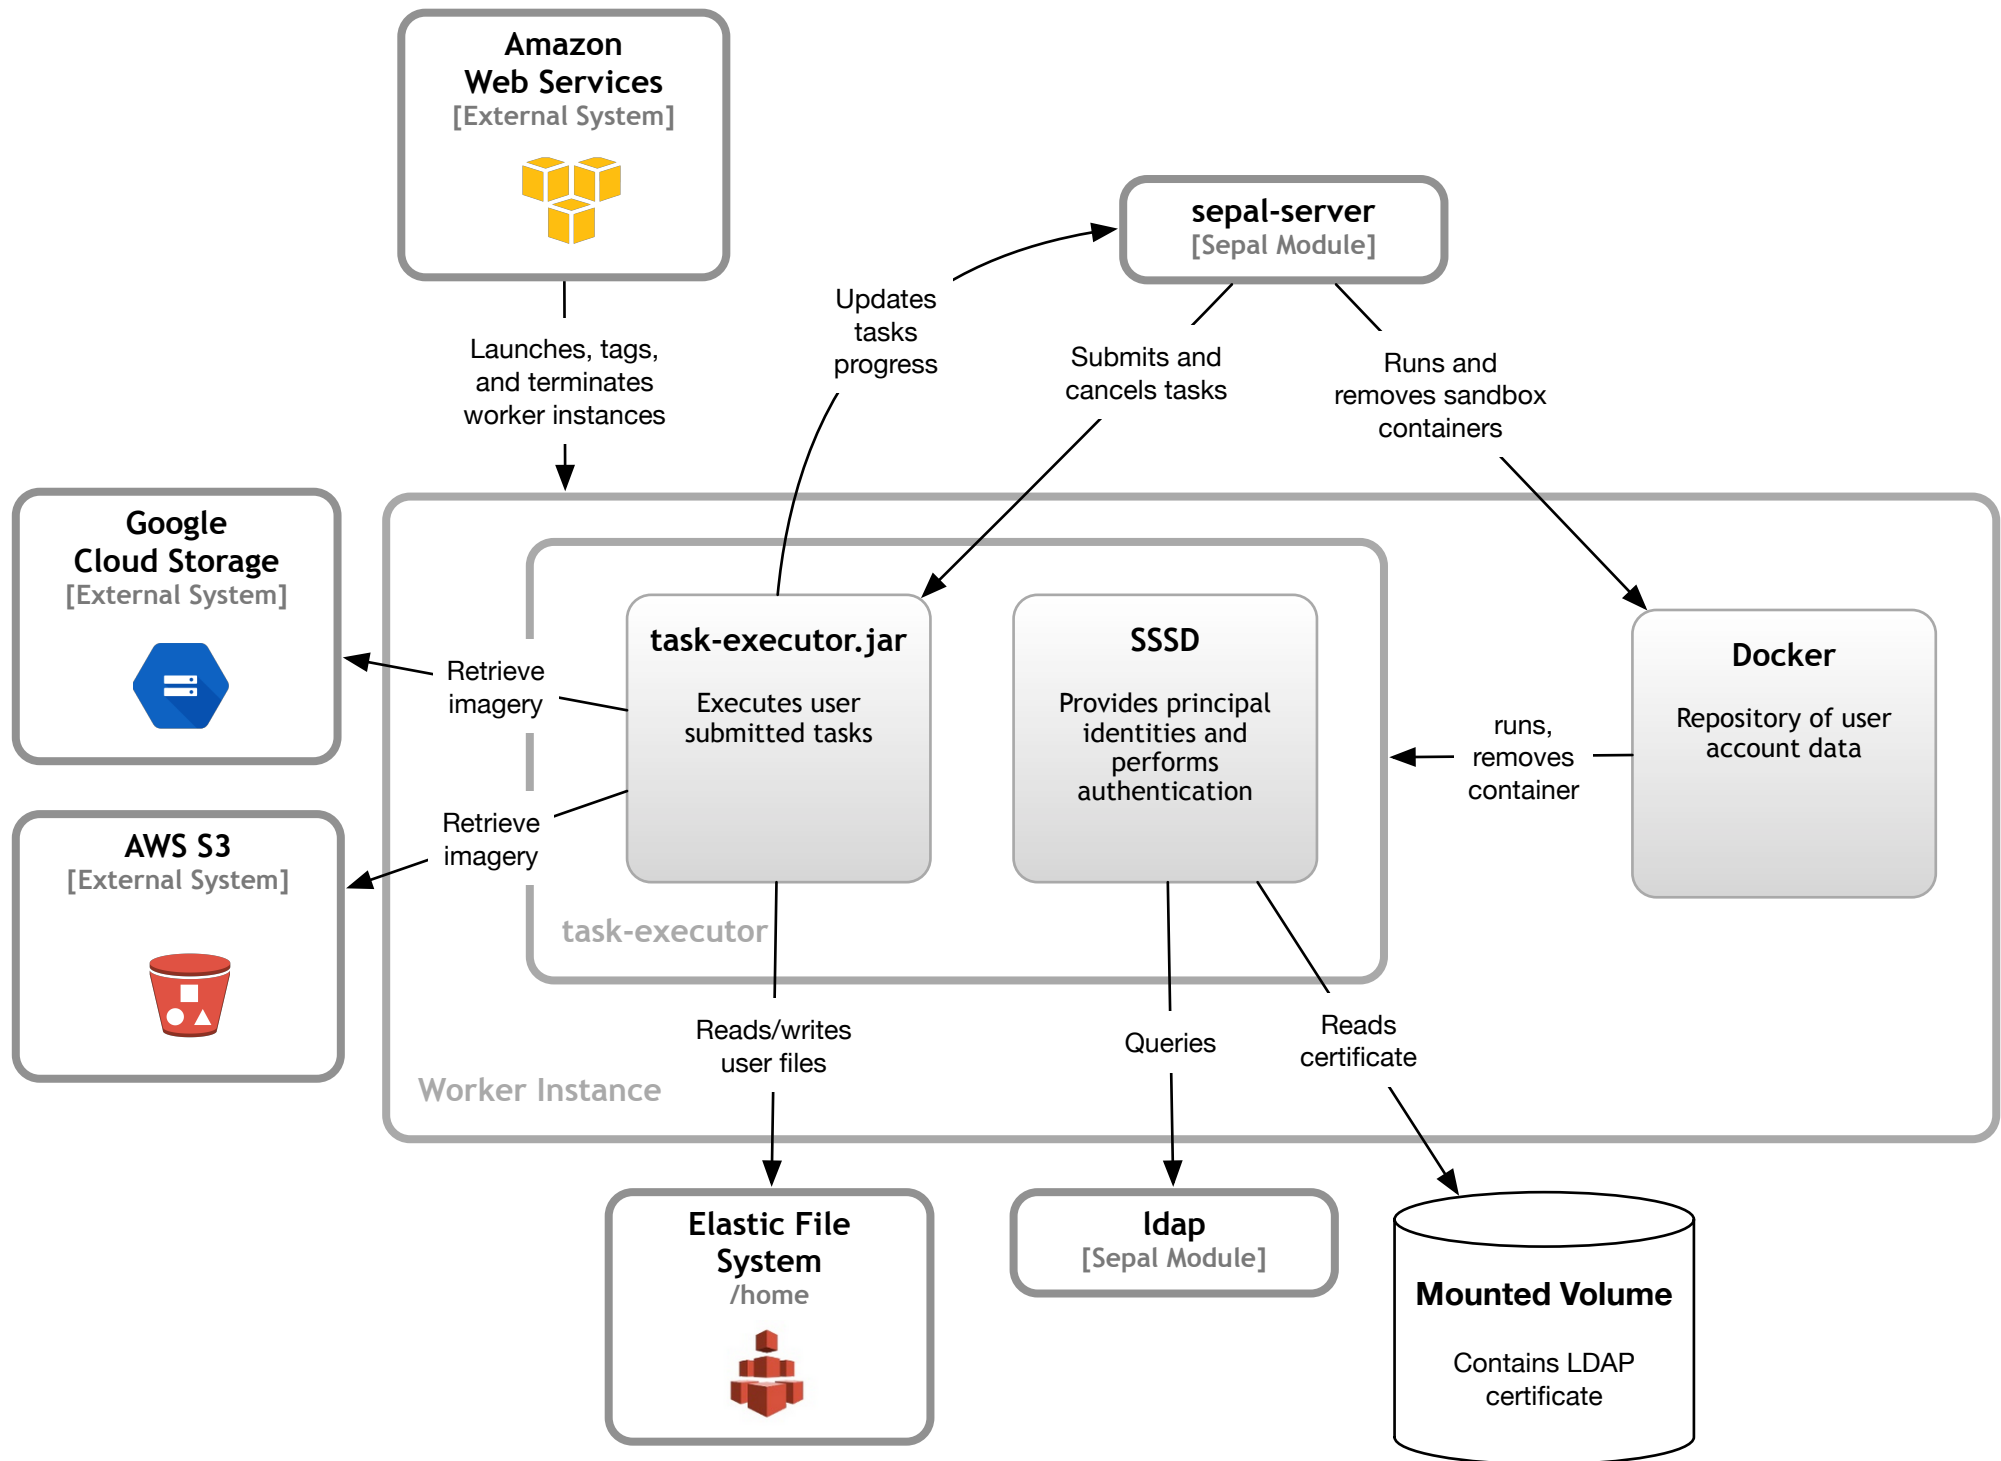 Amazon
Web Services
[External System]
Launches, tags,
and terminates
worker instances
Updates
tasks
progress
sepal-server
[Sepal Module]
Submits and
cancels tasks
Runs and
removes sandbox
containers
Google
Cloud Storage
[External System]
Retrieve
imagery
AWS S3
[External System]
Retrieve
imagery
task-executor.jar
Executes user
submitted tasks
SSSD
Provides principal
identities and
performs
authentication
Docker
Repository of user
account data
runs,
removes
container
task-executor
Reads/writes
user files
Queries
Reads
certificate
Worker Instance
Elastic File
System
/home
ldap
[Sepal Module]
Mounted Volume
Contains LDAP
certificate